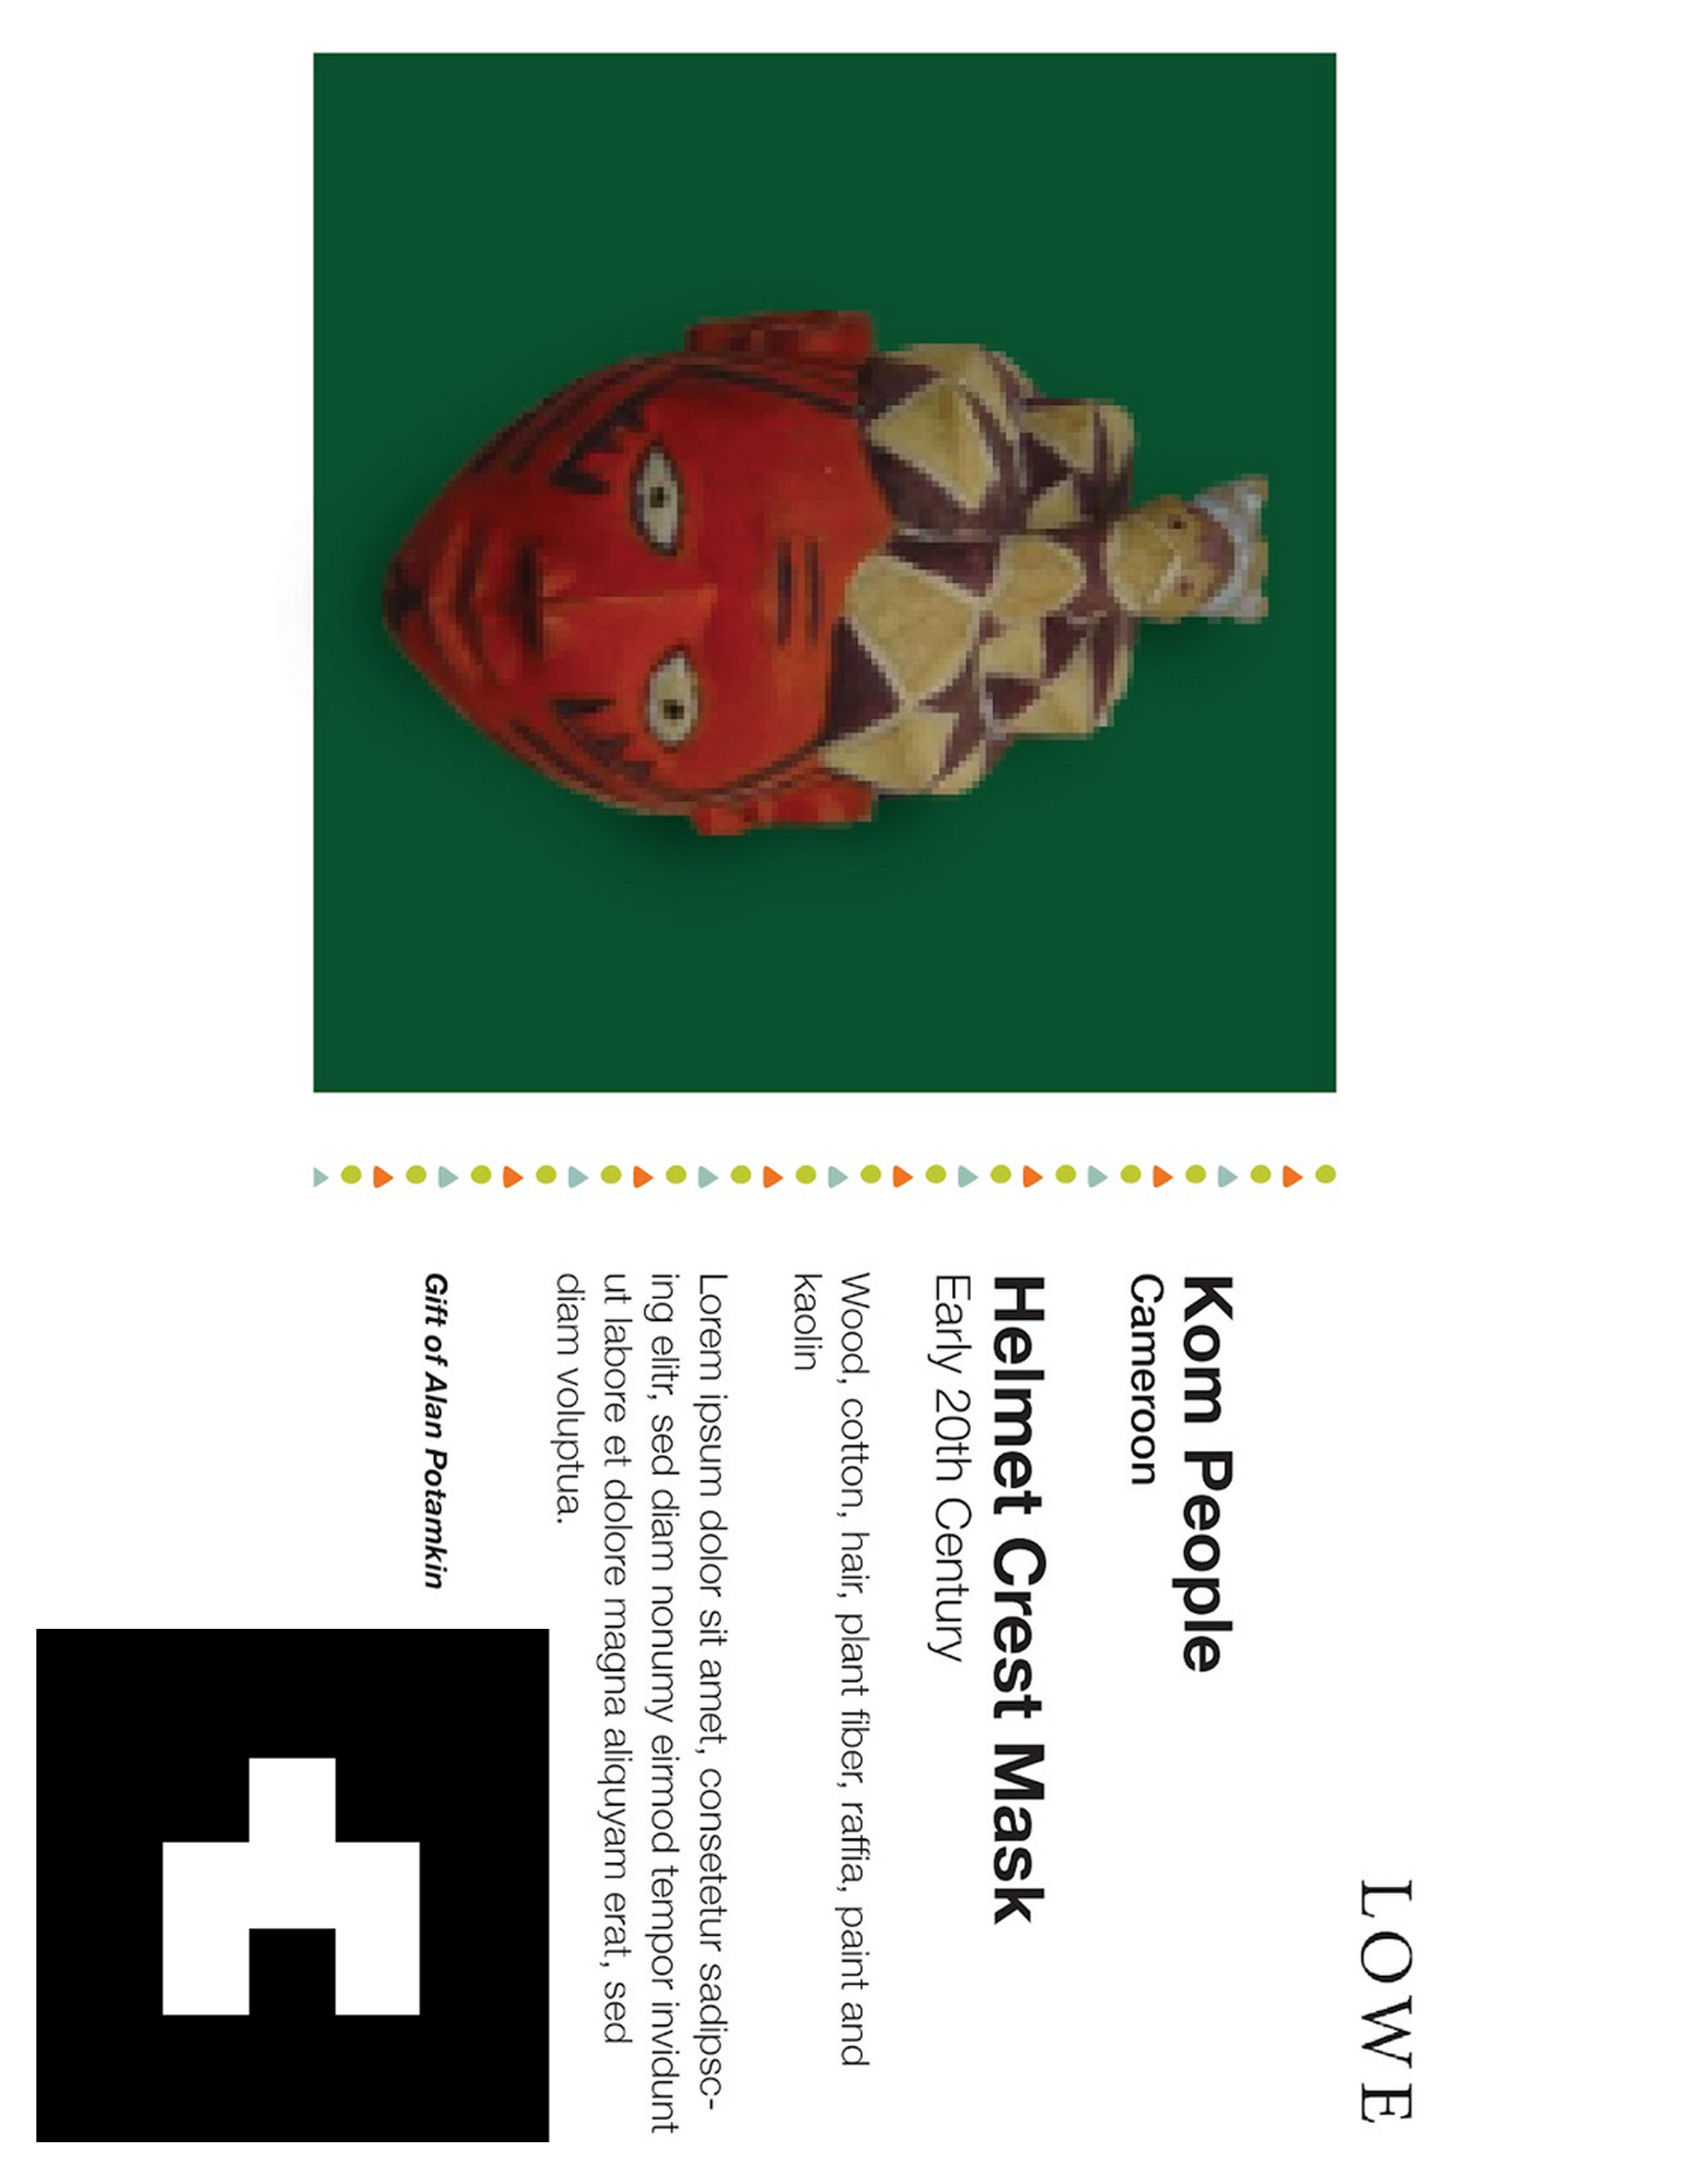 LOWE
Kom People
Cameroon
Helmet Crest Mask
Early 20th Century
Wood, cotton, hair, plant fiber, raffia, paint and
kaolin
Lorem ipsum dolor sit amet, consetetur sadipsc-
ing elitr, sed diam nonumy eirmod tempor invidunt
ut labore et dolore magna aliquyam erat, sed
diam voluptua.
Gift of Alan Potamkin